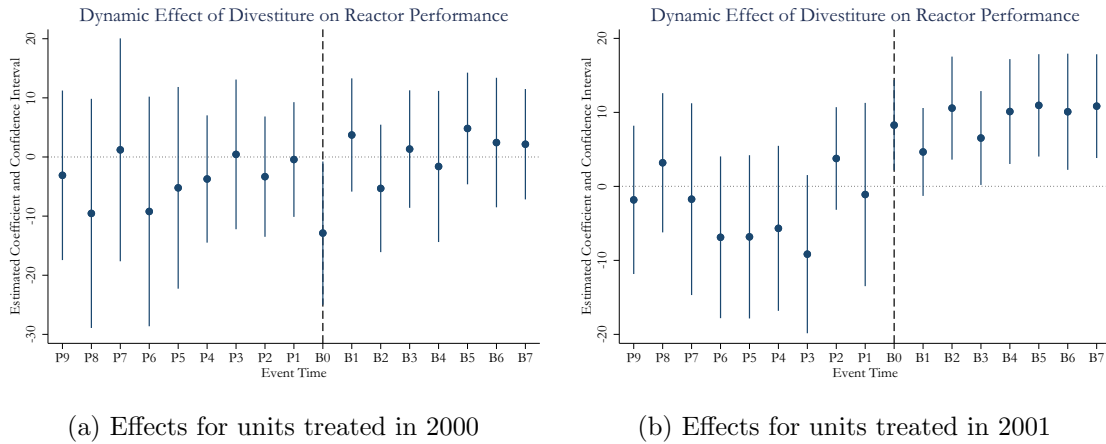 Dynamic Effect of Divestiture on Reactor Performance
Estimated Coefficient and Confidence Interval
20
10
0
-10
-20
-30
P9 P8 P7 P6 P5 P4 P3 P2 P1 B0 B1 B2 B3 B4 B5 B6 B7
Event Time
(a) Effects for units treated in 2000
Dynamic Effect of Divestiture on Reactor Performance
Estimated Coefficient and Confidence Interval
20
10
0
-10
-20
P9 P8 P7 P6 P5 P4 P3 P2 P1 B0 B1 B2 B3 B4 B5 B6 B7
Event Time
(b) Effects for units treated in 2001